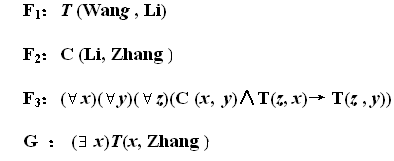 F₁：T (Wang , Li)
F₂：C (Li, Zhang )
F₃：(∀x)(∀y)(∀z)(C (x, y)∧T(z,x)→ T(z ,y))
G ：(∃ x)T(x, Zhang )